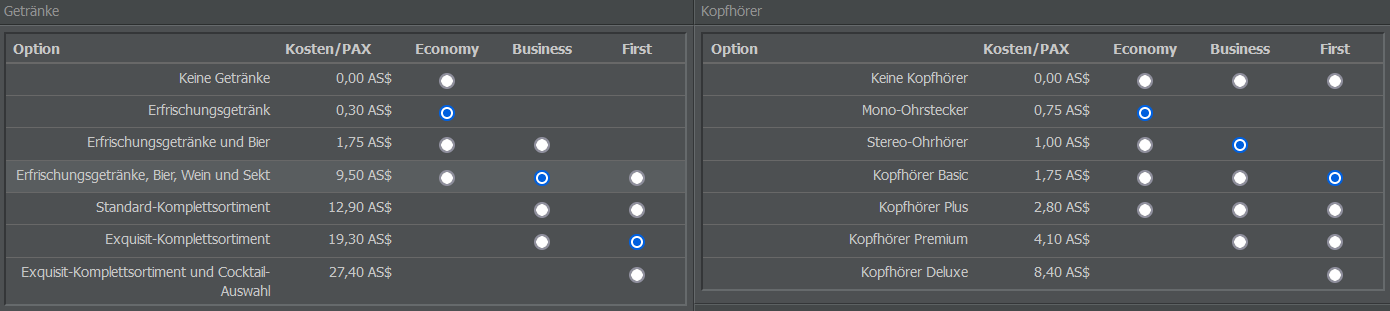 Getränke
Option Kosten/PAX Economy Business First
Keine Getränke 0,00 AS$
Erfrischungsgetränk 0,30 AS$
Erfrischungsgetränke und Bier 1,75 AS$
Erfrischungsgetränke, Bier, Wein und Sekt 9,50 AS$
Standard-Komplettsortiment 12,90 AS$
Exquisit-Komplettsortiment 19,30 AS$
Exquisit-Komplettsortiment und Cocktail- 27,40 AS$
Auswahl
Kopfhörer
Option Kosten/PAX Economy Business First
Keine Kopfhörer 0,00 AS$
Mono-Ohrstecker 0,75 AS$
Stereo-Ohrhörer 1,00 AS$
Kopfhörer Basic 1,75 AS$
Kopfhörer Plus 2,80 AS$
Kopfhörer Premium 4,10 AS$
Kopfhörer Deluxe 8,40 AS$